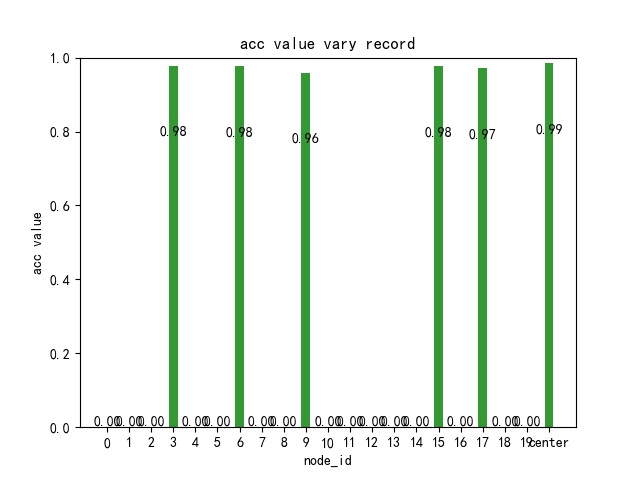 acc value vary record
1.0
0.8
0.6
0.4
0.2
0.0
acc value
0.98 0.98 0.96 0.98 0.97 0.99
0.00 0.00 0.00 0.00 0.00 0.00 0.00 0.00 0.00 0.00 0.00 0.00 0.00 0.00 0.00
0 1 2 3 4 5 6 7 8 9 10 11 12 13 14 15 16 17 18 19 center
node_id